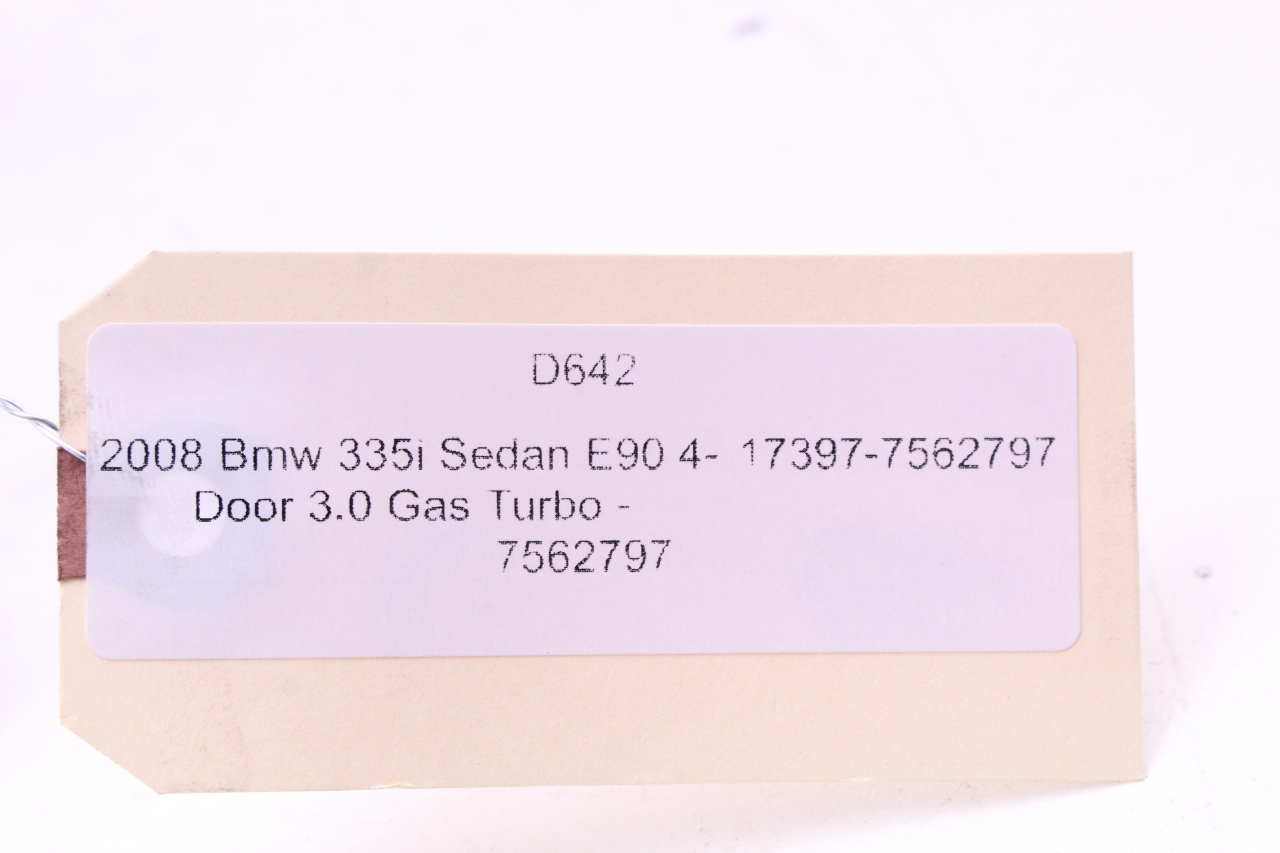 D642
2008 Bmw 335i Sedan E90 4- 17397-7562797
Door 3.0 Gas Turbo -
7562797